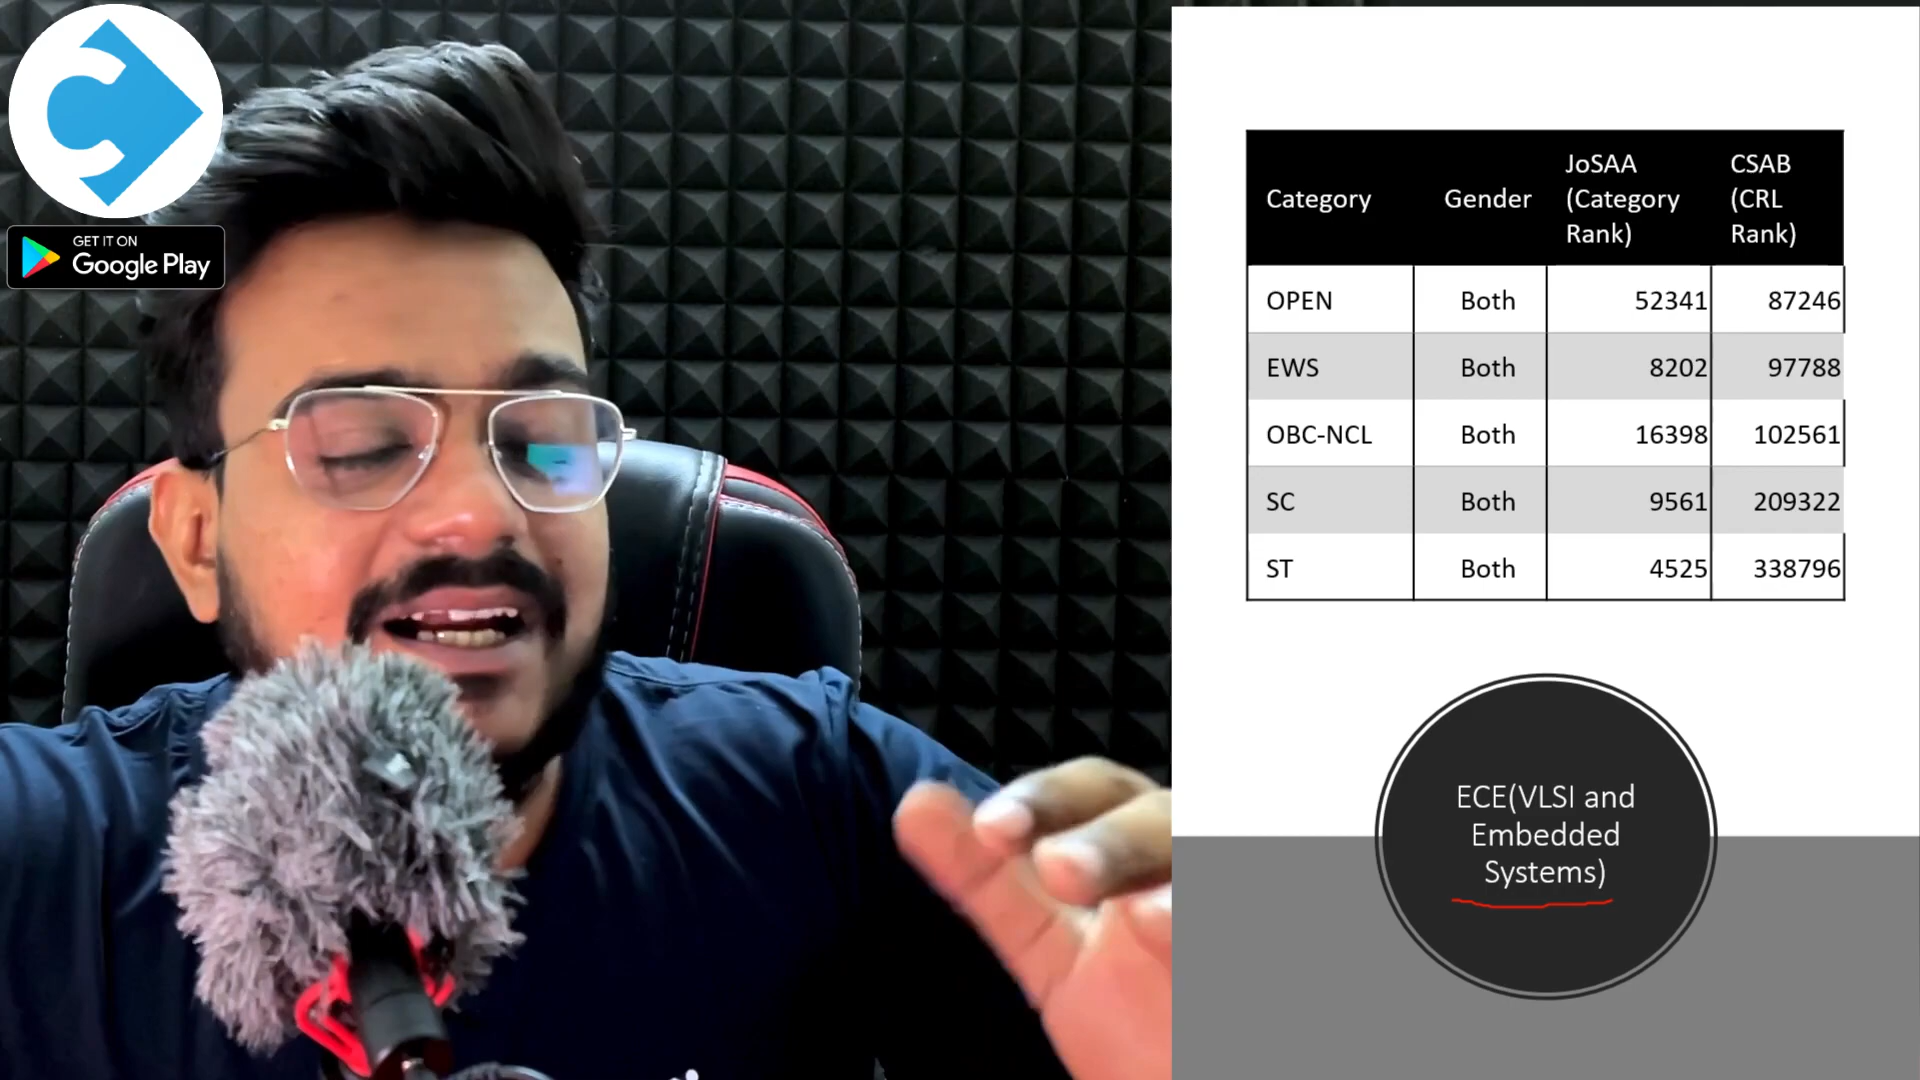 GET IT ON
Google Play
Category Gender JoSAA (Category Rank) CSAB (CRL Rank)
OPEN Both 52341 87246
EWS Both 8202 97788
OBC-NCL Both 16398 102561
SC Both 9561 209322
ST Both 4525 338796
ECE(VLSI and
Embedded
Systems)